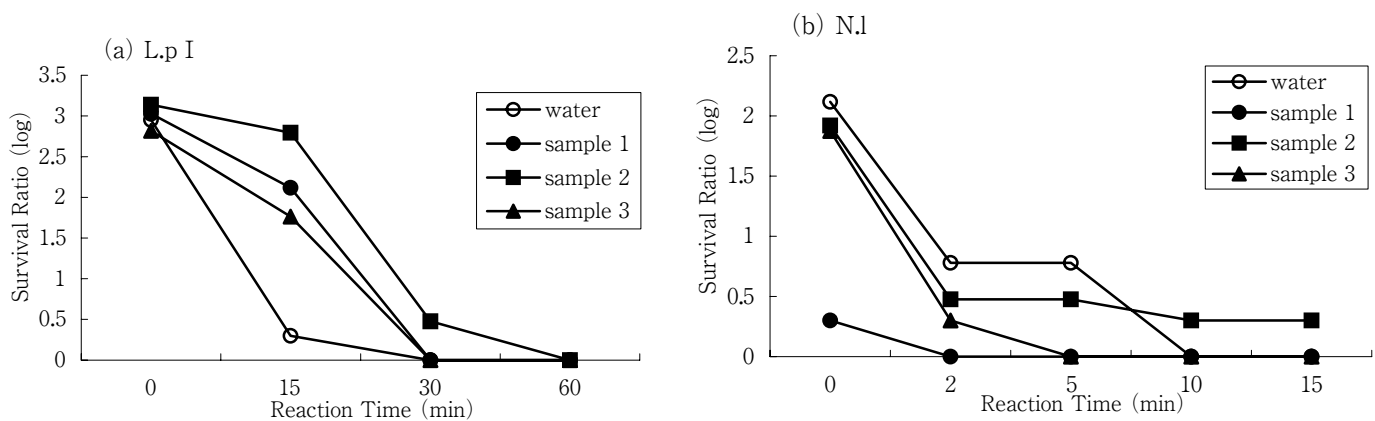 (a) L.p I
3.5
3
2.5
2
1.5
1
0.5
0
Survival Ratio (log)
0 15 30 60
Reaction Time (min)
water
sample 1
sample 2
sample 3
(b) N.l
2.5
2
1.5
1
0.5
0
Survival Ratio (log)
0 2 5 10 15
Reaction Time (min)
water
sample 1
sample 2
sample 3